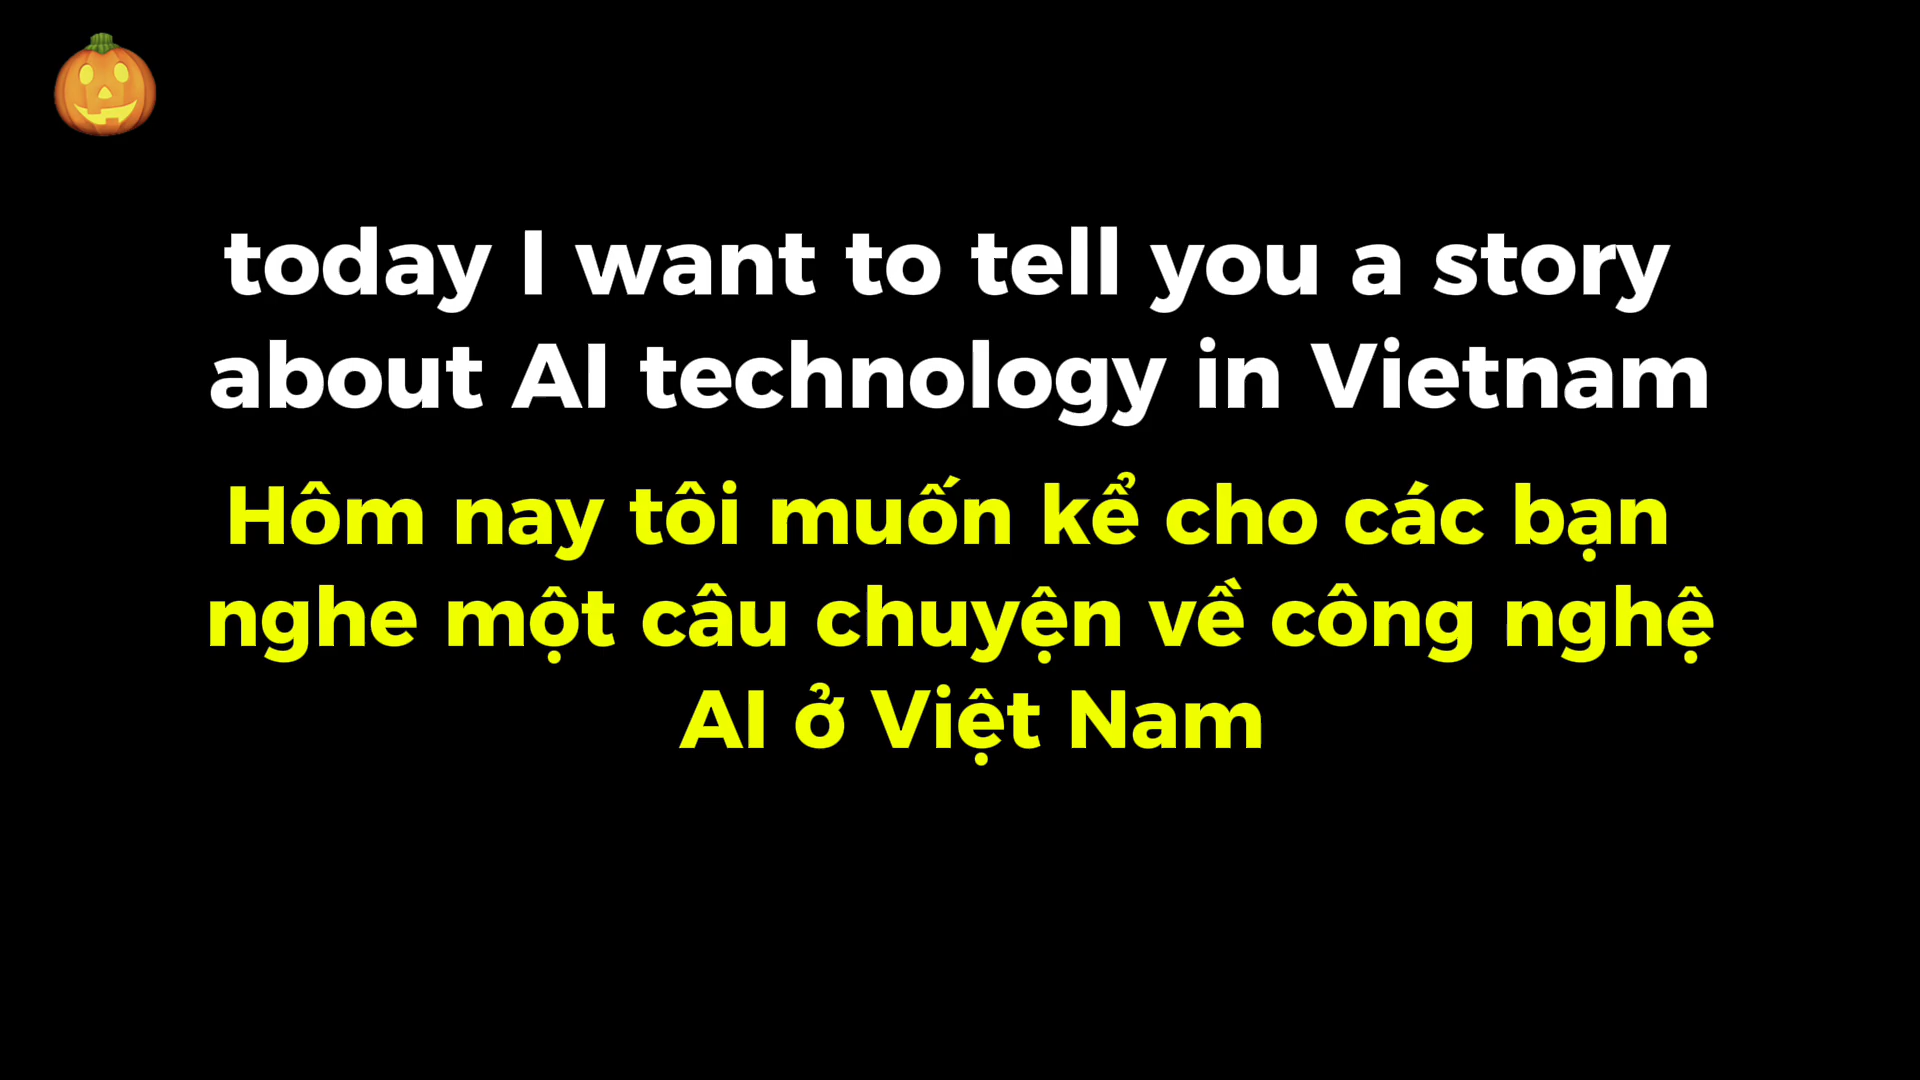 today I want to tell you a story
about AI technology in Vietnam
Hôm nay tôi muốn kể cho các bạn
nghe một câu chuyện về công nghệ
AI ở Việt Nam